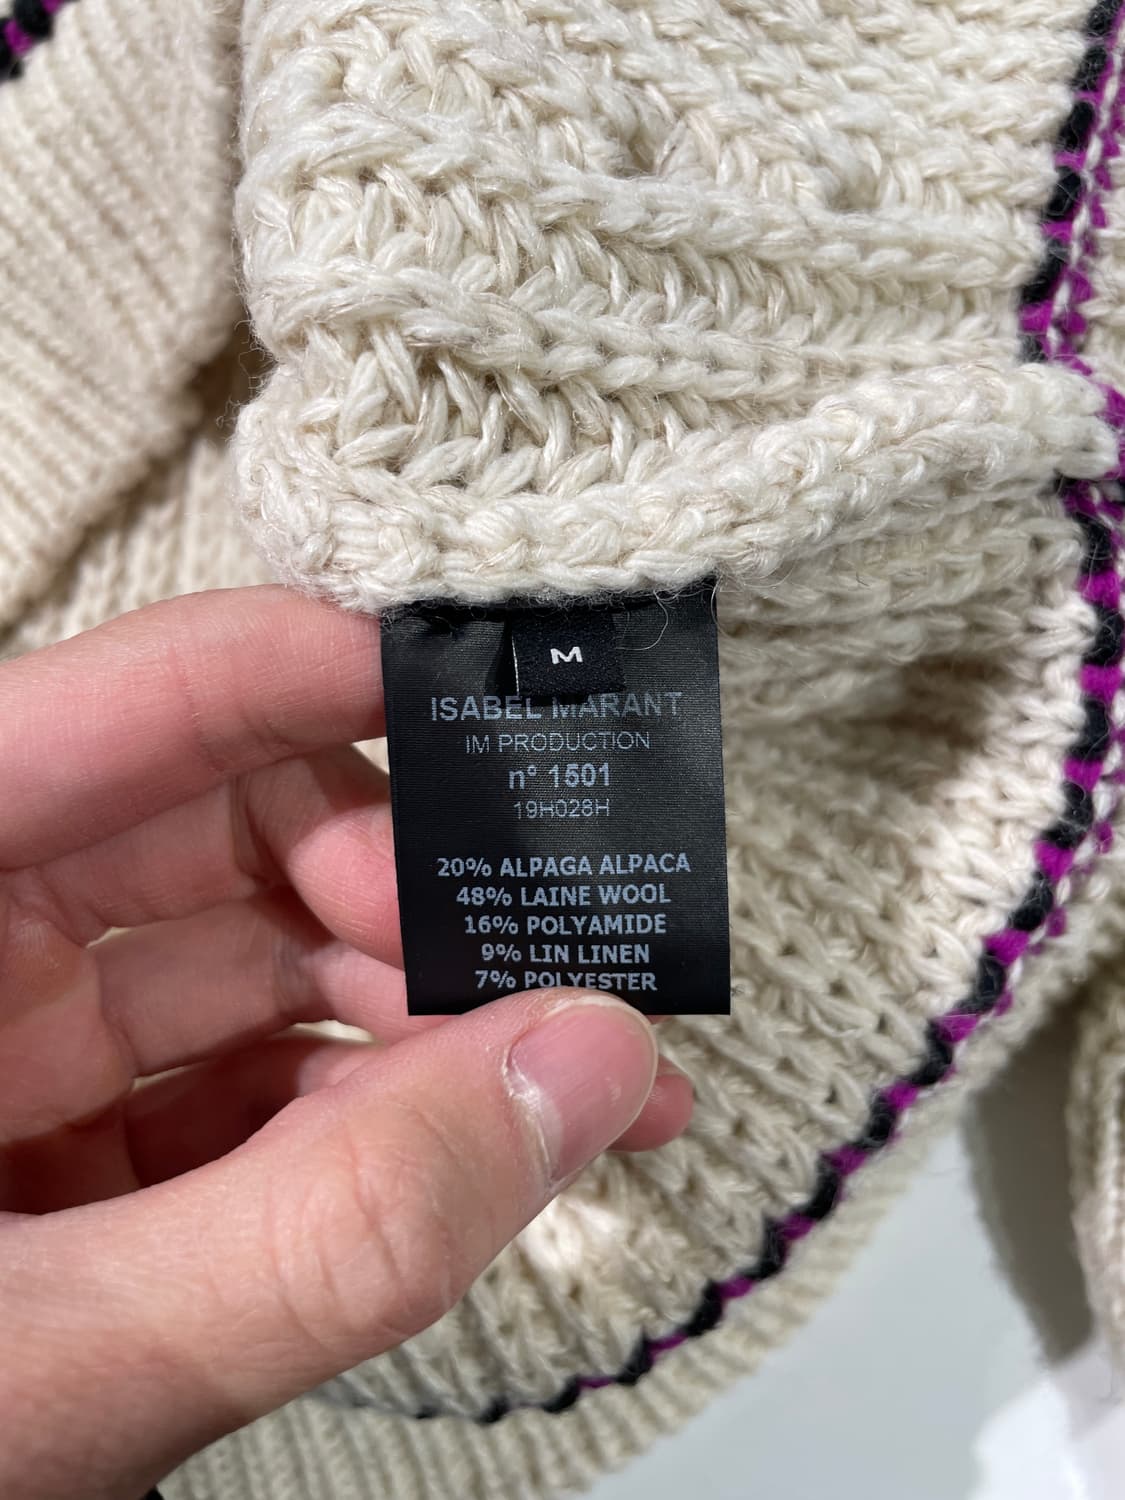 M
ISABEL MARANT
IM PRODUCTION
n° 1501
19H028H
20% ALPAGA ALPACA
48% LAINE WOOL
16% POLYAMIDE
9% LIN LINEN
7% POLYESTER